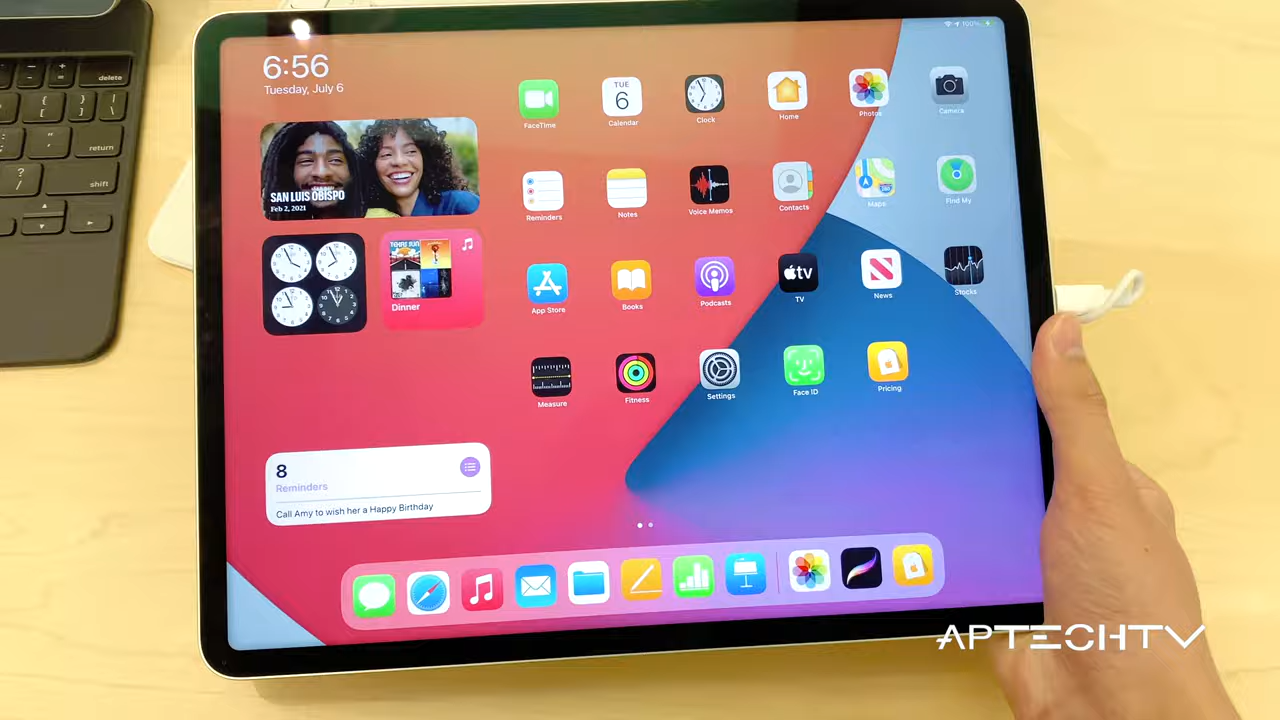 delete
{ [
} ]
| \
" '
return
? /
shift
6:56
Tuesday, July 6
100%
SAN LUIS OBISPO
Feb 2, 2021
Dinner
8
Reminders
Call Amy to wish her a Happy Birthday
FaceTime
TUE
6
Calendar
Clock
Home
Photos
Camera
Reminders
Notes
Voice Memos
Contacts
Maps
Find My
App Store
Books
Podcasts
tv
TV
News
Stocks
Measure
Fitness
Settings
Face ID
Pricing
APTECHTV